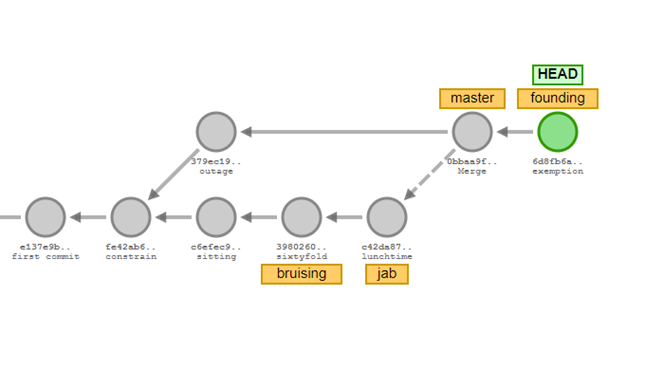 HEAD
master
founding
379ec19..
outage
0bbaa9f..
Merge
6d8fb6a..
exemption
e137e9b..
first commit
fe42ab6..
constrain
c6efec9..
sitting
3980260..
sixtyfold
c42da87..
lunchtime
bruising
jab